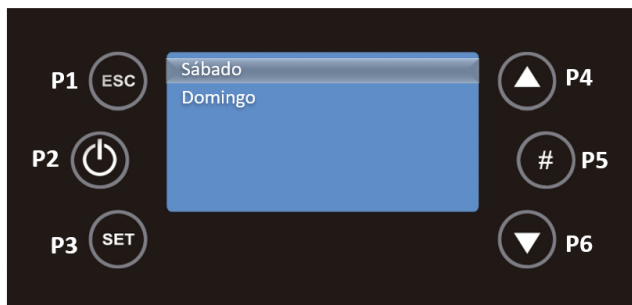 P1 ESC
Sábado
P4
Domingo
P2
# P5
P3 SET
P6